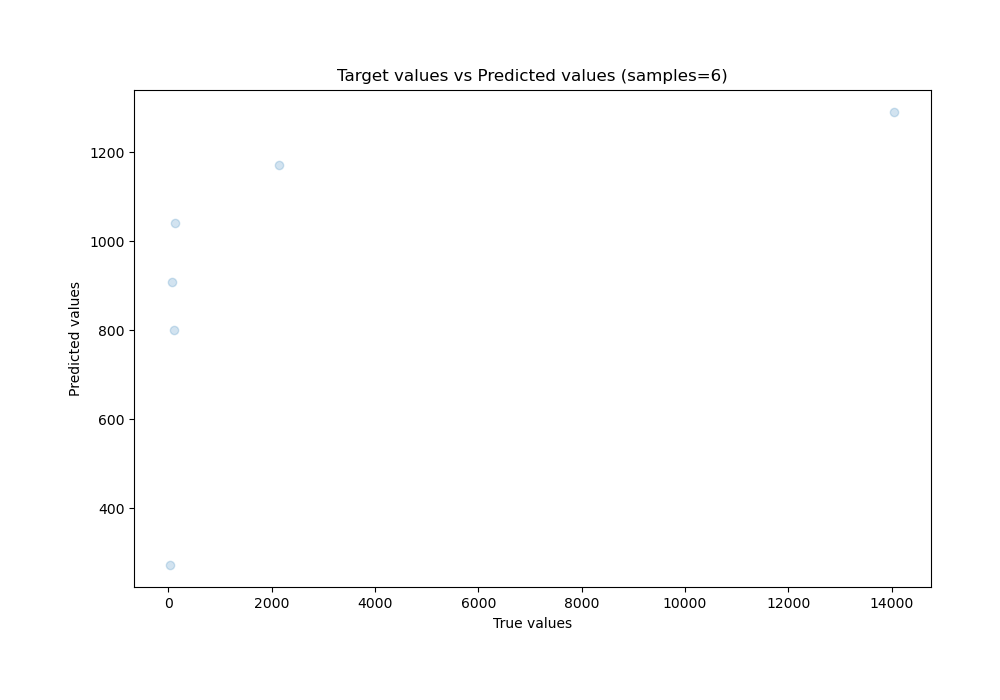 Target values vs Predicted values (samples=6)
1200
1000
800
600
400
Predicted values
0 2000 4000 6000 8000 10000 12000 14000
True values